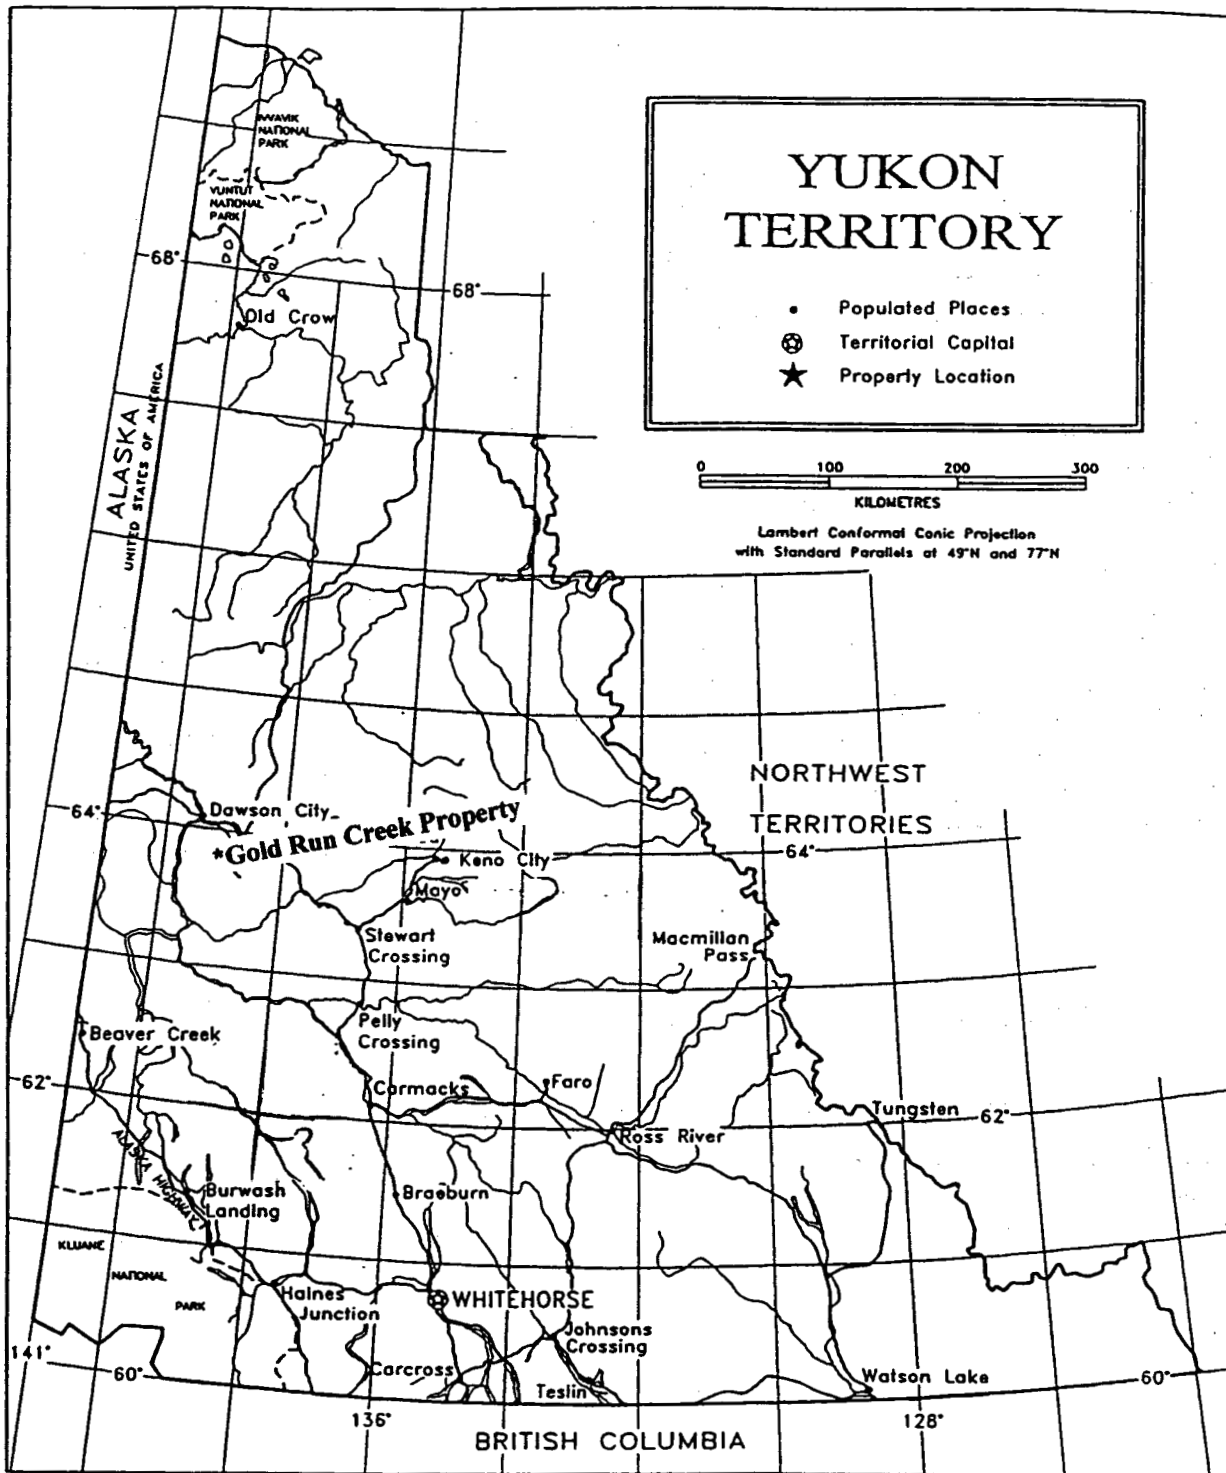 YUKON
TERRITORY
Populated Places
Territorial Capital
Property Location
0 100 200 300
KILOMETRES
Lambert Conformal Conic Projection
with Standard Parallels at 49°N and 77°N
IVVAVIK
NATIONAL
PARK
VUNTUT
NATIONAL
PARK
68°
68°
Old Crow
ALASKA
UNITED STATES OF AMERICA
NORTHWEST
TERRITORIES
64°
Dawson City
*Gold Run Creek Property
64°
Keno City
Mayo
Stewart
Crossing
Macmillan
Pass
Pelly
Crossing
Beaver Creek
62°
Carmacks
Faro
Tungsten
62°
Ross River
ALASKA HIGHWAY
Burwash
Landing
Braeburn
KLUANE
NATIONAL
PARK
Haines
Junction
WHITEHORSE
Johnsons
Crossing
141°
60°
Carcross
Teslin
Watson Lake
60°
136°
128°
BRITISH COLUMBIA